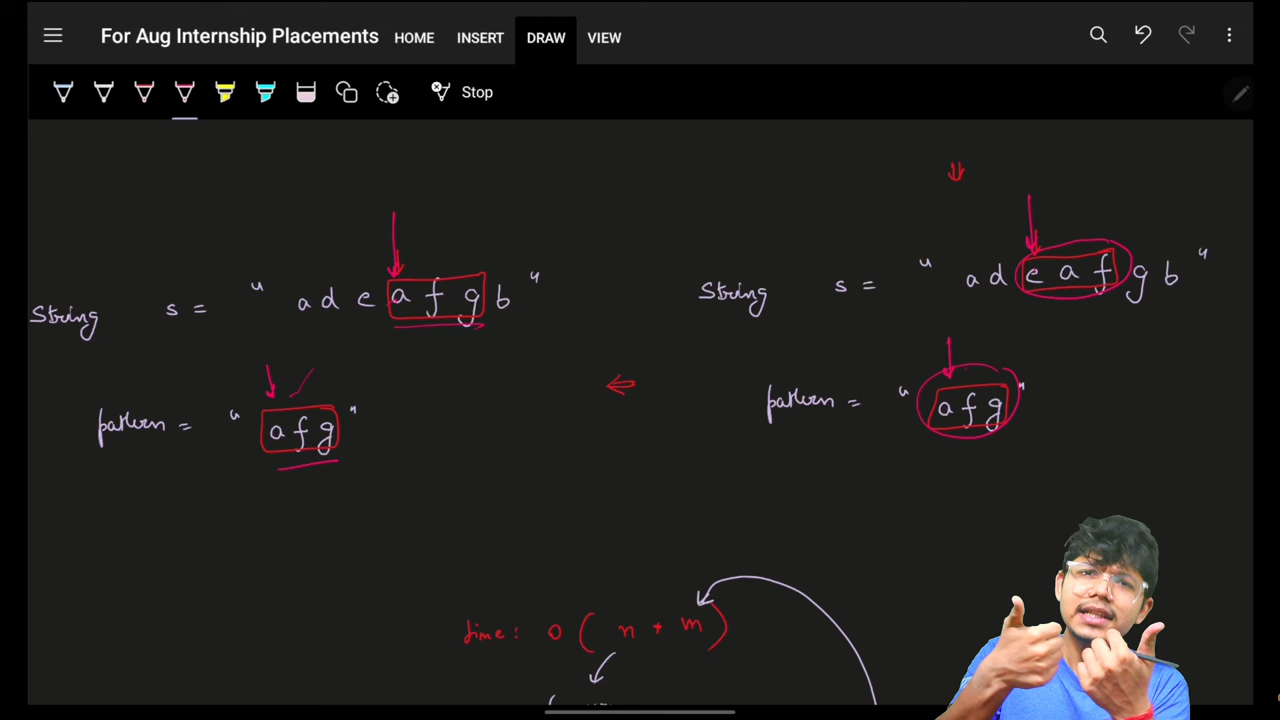 For Aug Internship Placements HOME INSERT DRAW VIEW
Stop
String s = " a d e a f g b "
pattern = " a f g "
String s = " a d e a f g b "
pattern = " a f g "
time : O ( n * m )